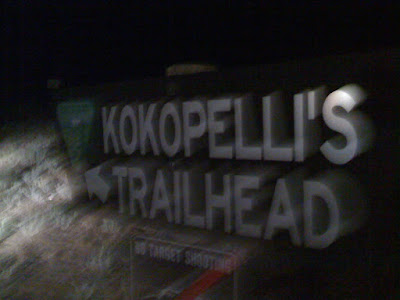 KOKOPELLI'S
TRAILHEAD
NO TARGET SHOOTING